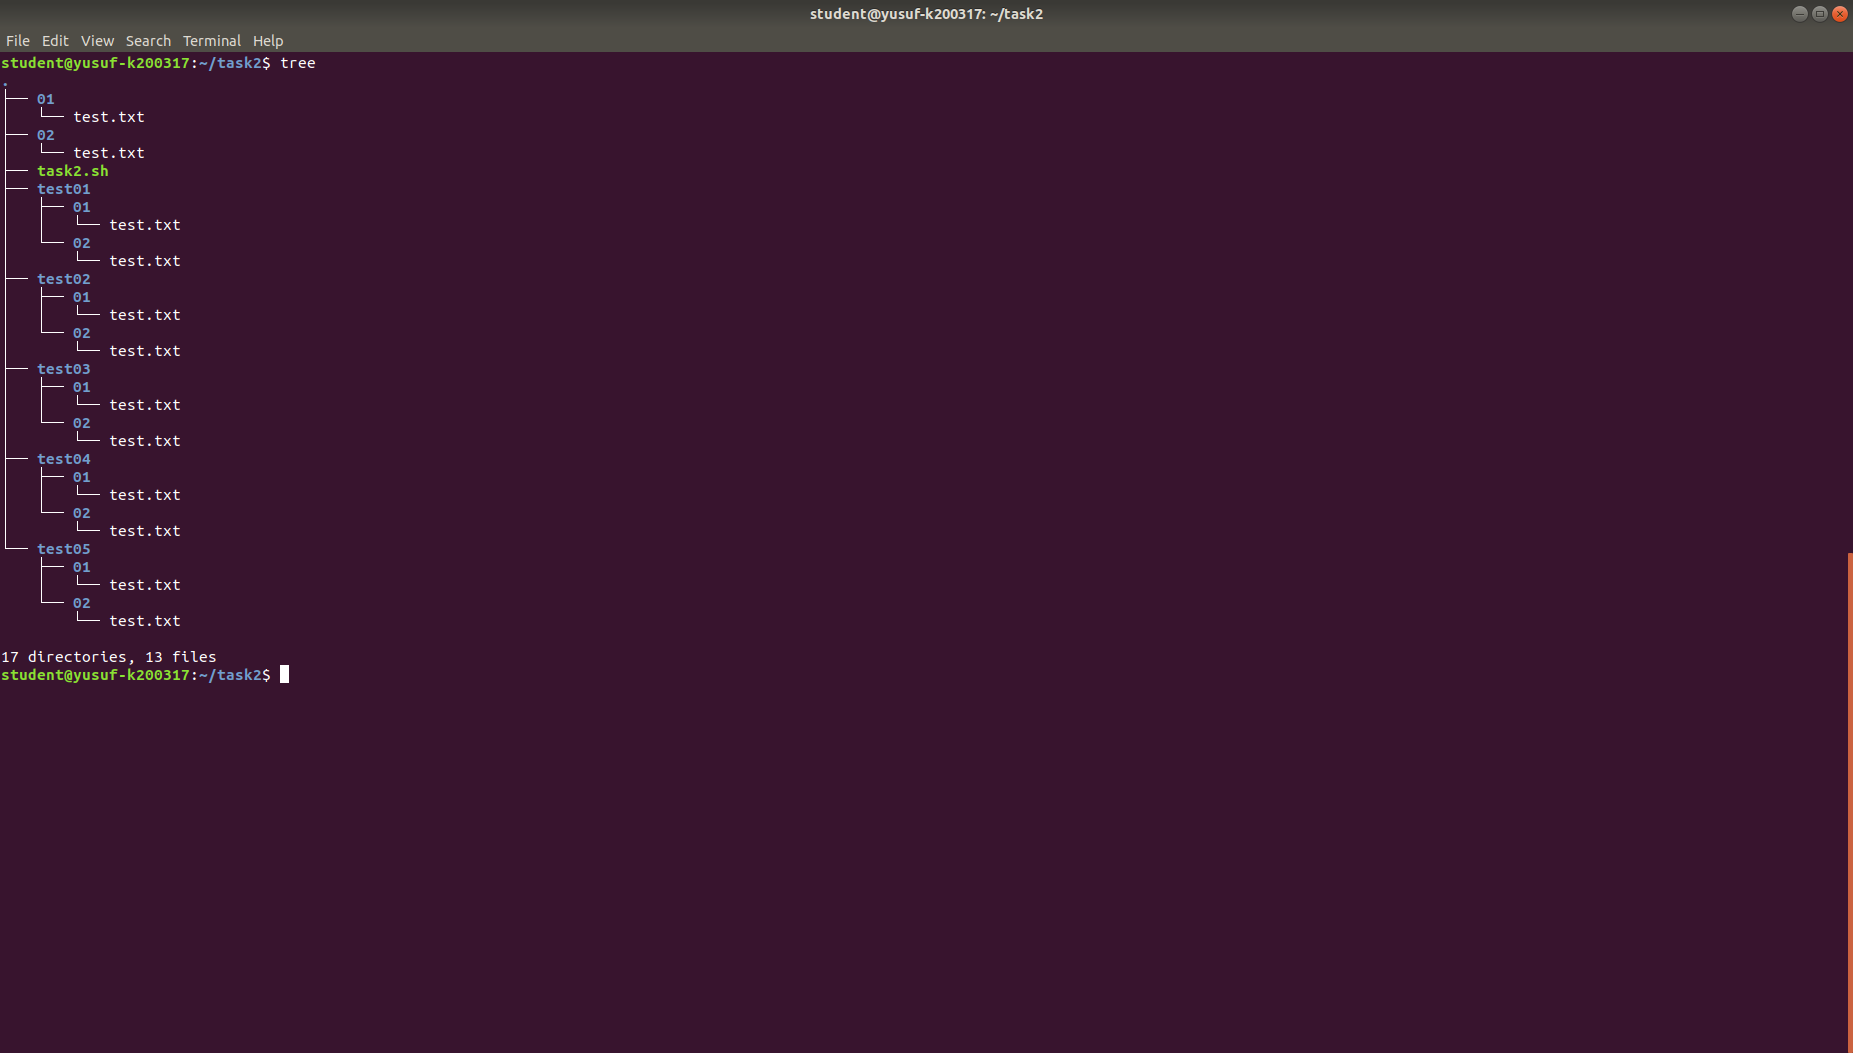 student@yusuf-k200317: ~/task2
File Edit View Search Terminal Help
student@yusuf-k200317:~/task2$ tree
.
├── 01
│   └── test.txt
├── 02
│   └── test.txt
├── task2.sh
├── test01
│   ├── 01
│   │   └── test.txt
│   └── 02
│       └── test.txt
├── test02
│   ├── 01
│   │   └── test.txt
│   └── 02
│       └── test.txt
├── test03
│   ├── 01
│   │   └── test.txt
│   └── 02
│       └── test.txt
├── test04
│   ├── 01
│   │   └── test.txt
│   └── 02
│       └── test.txt
└── test05
    ├── 01
    │   └── test.txt
    └── 02
        └── test.txt
17 directories, 13 files
student@yusuf-k200317:~/task2$